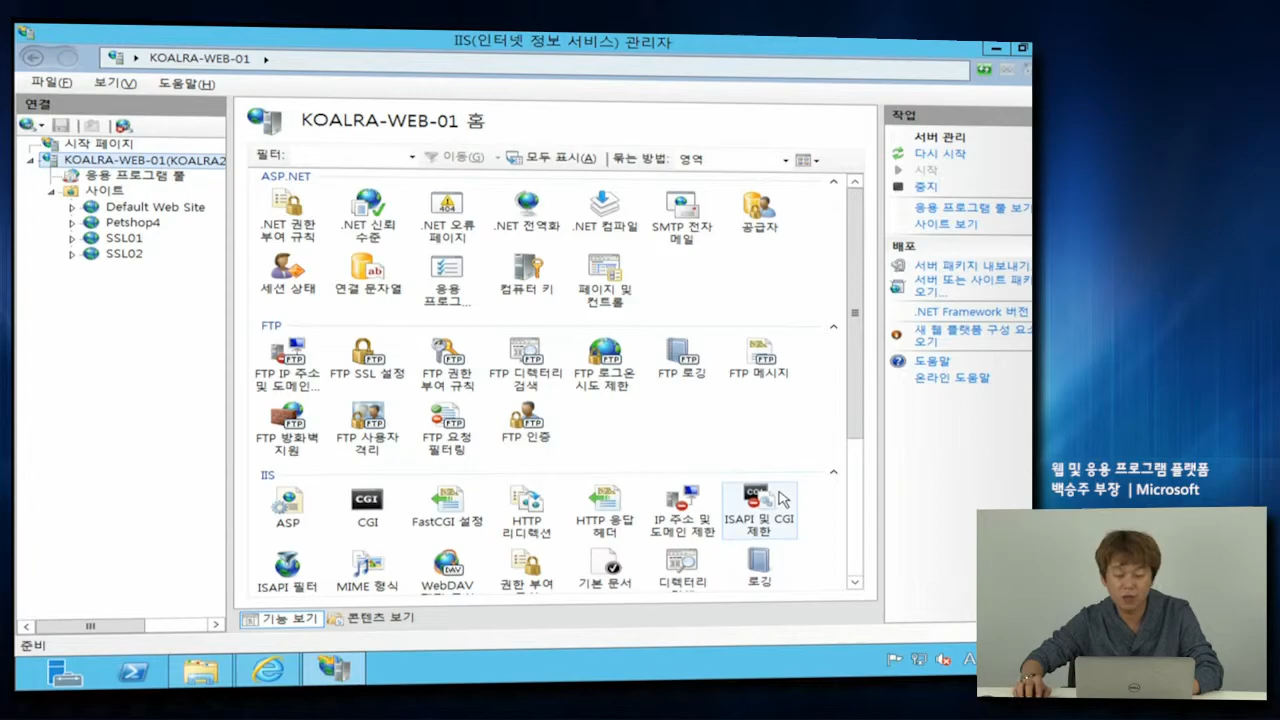 IIS(인터넷 정보 서비스) 관리자
KOALRA-WEB-01
파일(F) 보기(V) 도움말(H)
연결
시작 페이지
KOALRA-WEB-01(KOALRA2
응용 프로그램 풀
사이트
Default Web Site
Petshop4
SSL01
SSL02
KOALRA-WEB-01 홈
필터: 이동(G) 모두 표시(A) 묶는 방법: 영역
ASP.NET
.NET 권한
부여 규칙
.NET 신뢰
수준
404
.NET 오류
페이지
.NET 전역화
.NET 컴파일
SMTP 전자
메일
공급자
세션 상태
ab
연결 문자열
응용
프로그...
컴퓨터 키
페이지 및
컨트롤
FTP
FTP
FTP IP 주소
및 도메인...
FTP
FTP SSL 설정
FTP
FTP 권한
부여 규칙
FTP
FTP 디렉터리
검색
FTP
FTP 로그온
시도 제한
FTP
FTP 로깅
FTP
FTP 메시지
FTP
FTP 방화벽
지원
FTP
FTP 사용자
격리
FTP
FTP 요청
필터링
FTP
FTP 인증
IIS
ASP
CGI
CGI
FastCGI 설정
HTTP
리디렉션
HTTP 응답
헤더
IP 주소 및
도메인 제한
ISAPI 및 CGI
제한
ISAPI 필터
MIME 형식
DAV
WebDAV
권한 부여
기본 문서
디렉터리
로깅
기능 보기 콘텐츠 보기
준비
작업
서버 관리
다시 시작
시작
중지
응용 프로그램 풀 보기
사이트 보기
배포
서버 패키지 내보내기
서버 또는 사이트 패키
오기...
.NET Framework 버전
새 웹 플랫폼 구성 요소
오기
도움말
온라인 도움말
A
웹 및 응용 프로그램 플랫폼
백승주 부장 | Microsoft
DELL